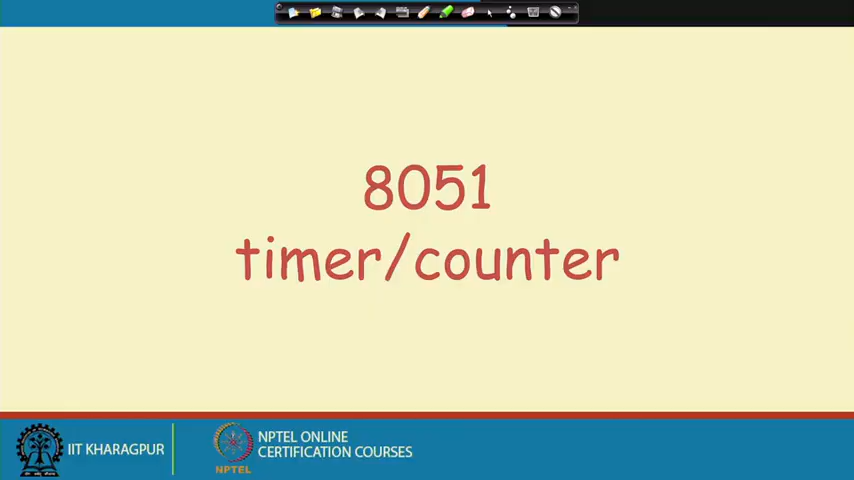 8051
timer/counter
IIT KHARAGPUR
NPTEL
NPTEL ONLINE
CERTIFICATION COURSES